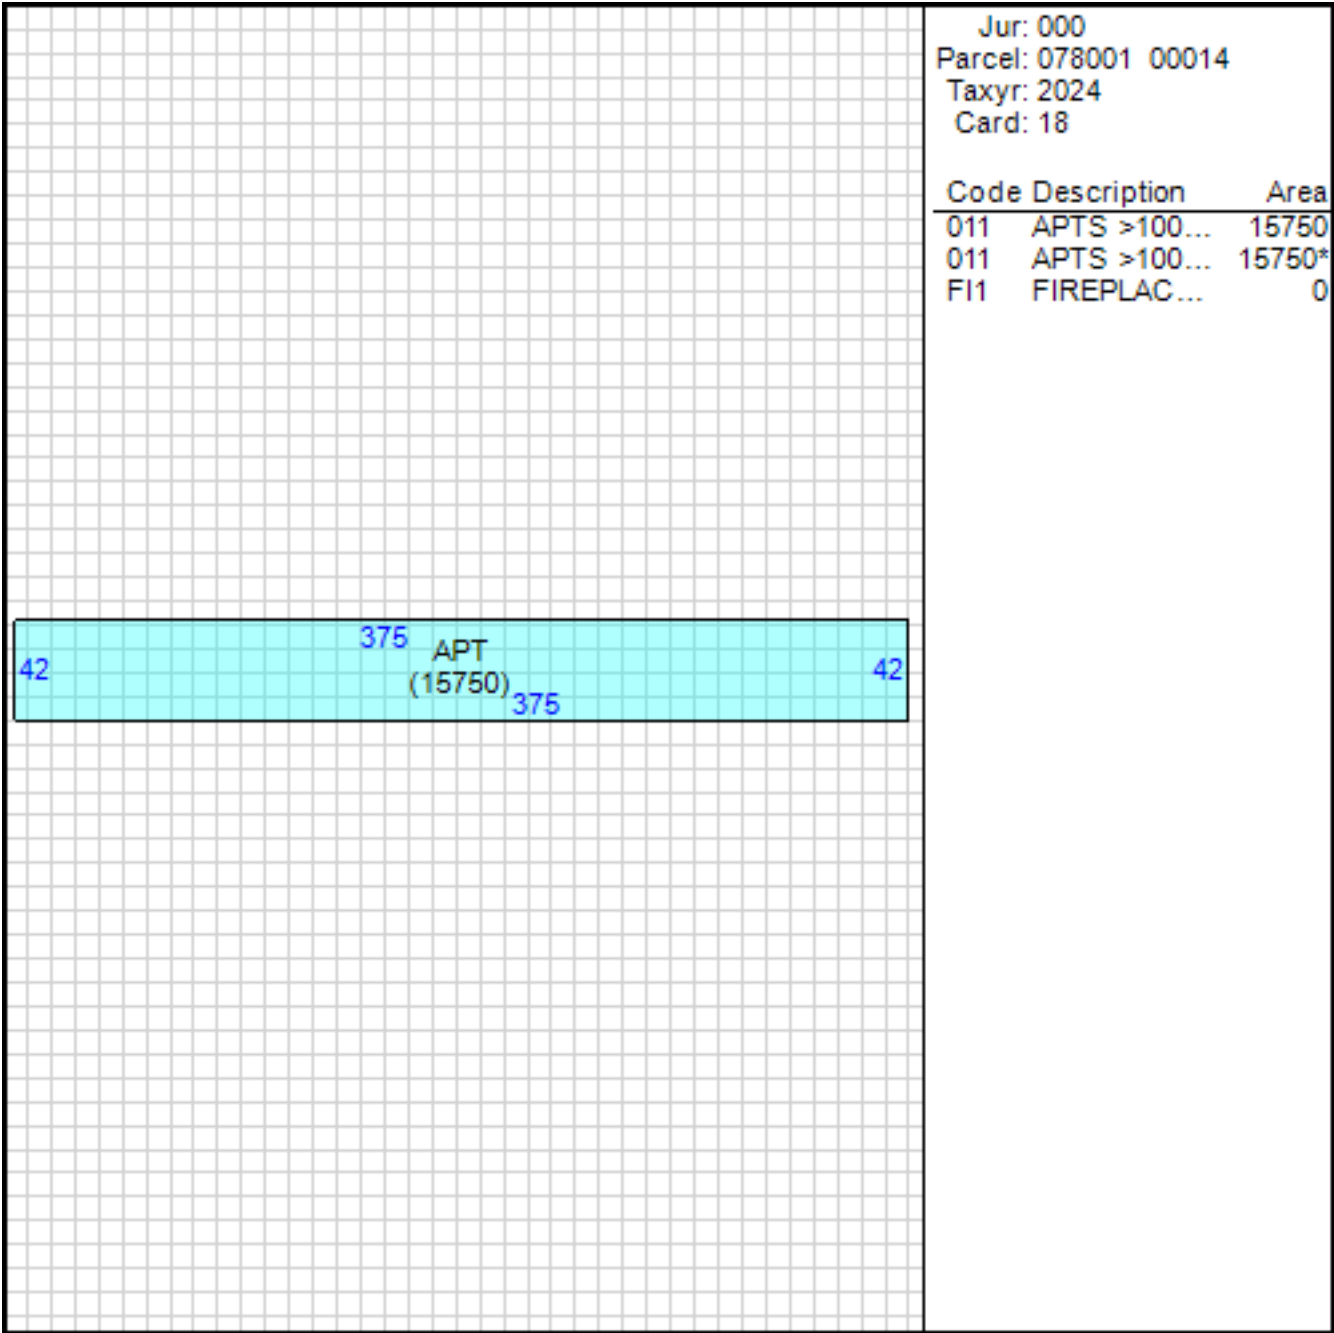 Jur: 000
Parcel: 078001 00014
Taxyr: 2024
Card: 18
Code Description Area
011 APTS >100... 15750
011 APTS >100... 15750*
FI1 FIREPLAC... 0
375
APT
42
42
(15750)
375